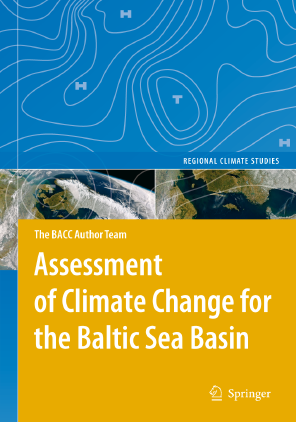 H
H
T
H
REGIONAL CLIMATE STUDIES
The BACC Author Team
Assessment
of Climate Change for
the Baltic Sea Basin
Springer